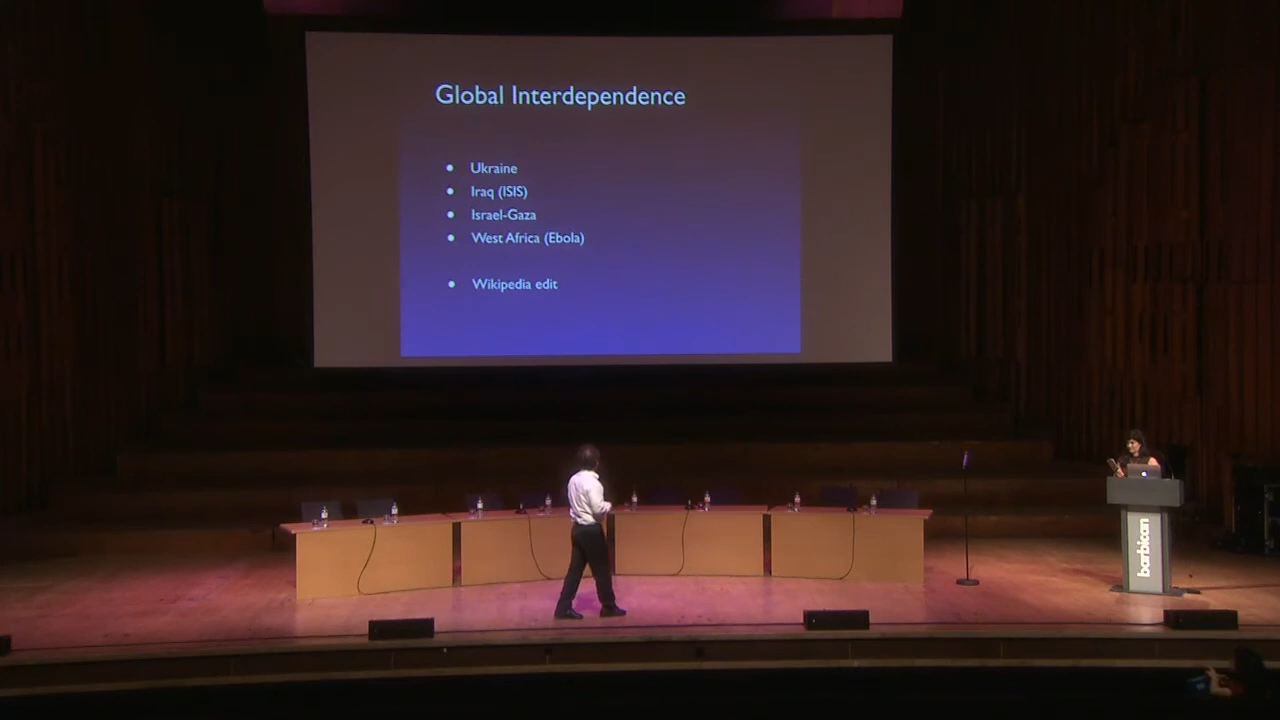 Global Interdependence
● Ukraine
● Iraq (ISIS)
● Israel-Gaza
● West Africa (Ebola)
● Wikipedia edit
barbican